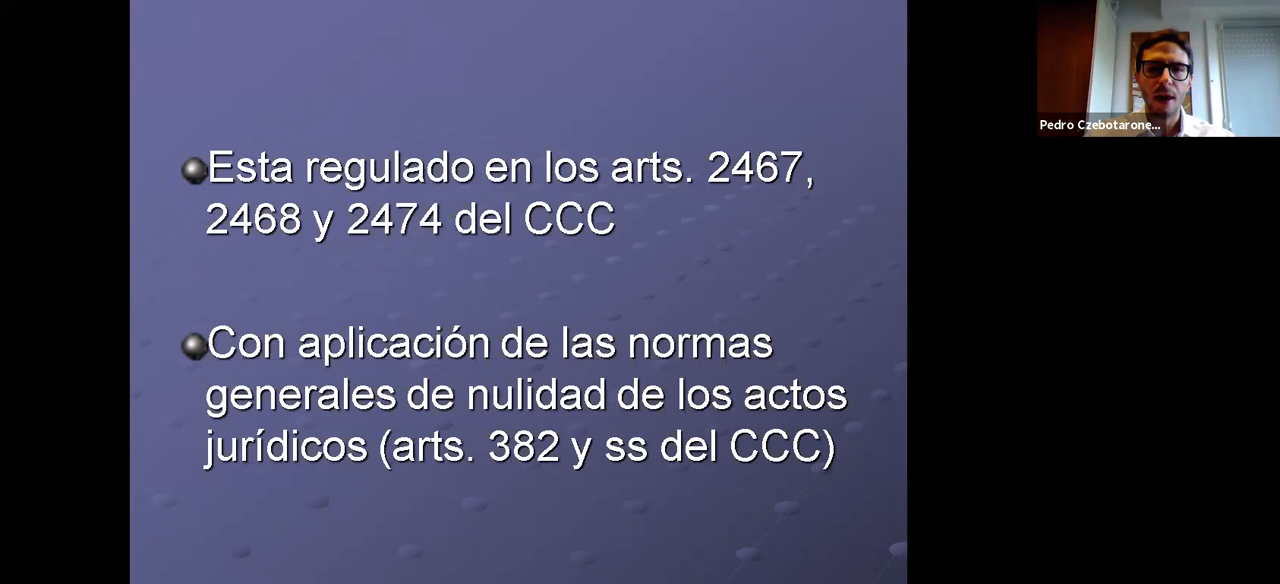 Esta regulado en los arts. 2467,
2468 y 2474 del CCC
Con aplicación de las normas
generales de nulidad de los actos
jurídicos (arts. 382 y ss del CCC)
Pedro Czebotarone...